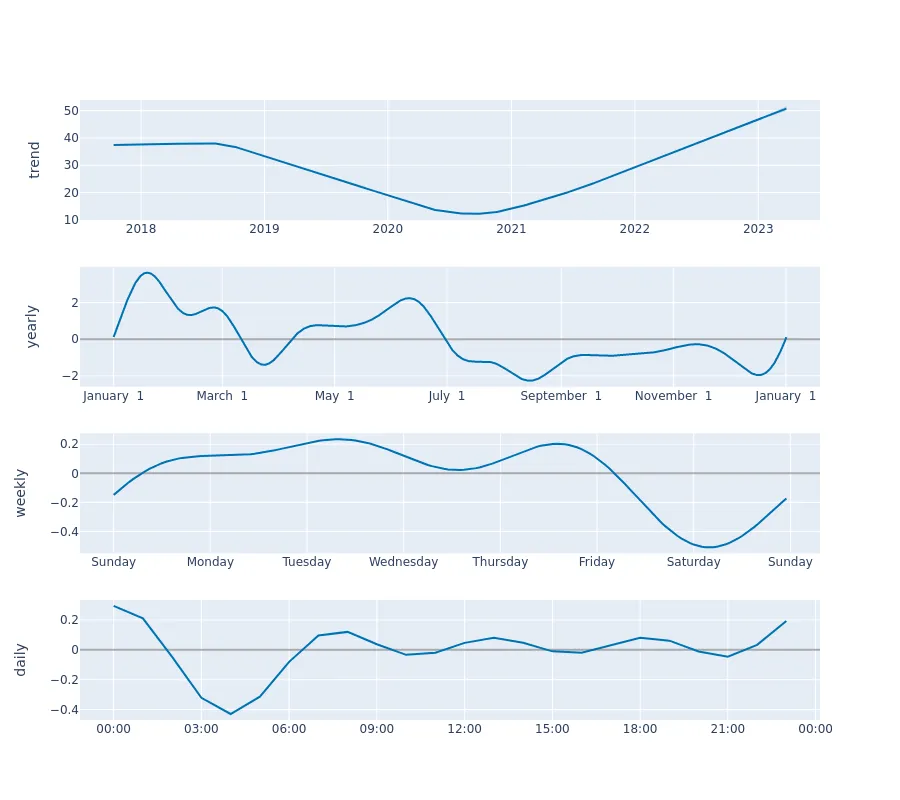 50
40
30
20
10
trend
2018 2019 2020 2021 2022 2023
2
0
−2
yearly
January 1 March 1 May 1 July 1 September 1 November 1 January 1
0.2
0
−0.2
−0.4
weekly
Sunday Monday Tuesday Wednesday Thursday Friday Saturday Sunday
0.2
0
−0.2
−0.4
daily
00:00 03:00 06:00 09:00 12:00 15:00 18:00 21:00 00:00